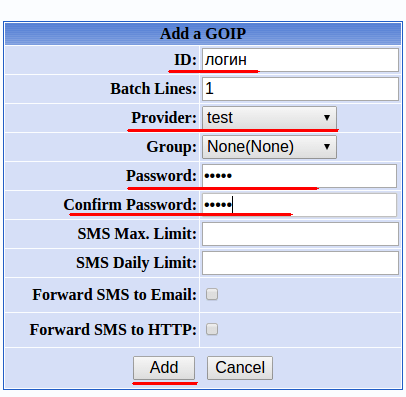 Add a GOIP
ID: логин
Batch Lines: 1
Provider: test
Group: None(None)
Password: •••••
Confirm Password: •••••
SMS Max. Limit:
SMS Daily Limit:
Forward SMS to Email:
Forward SMS to HTTP:
Add Cancel